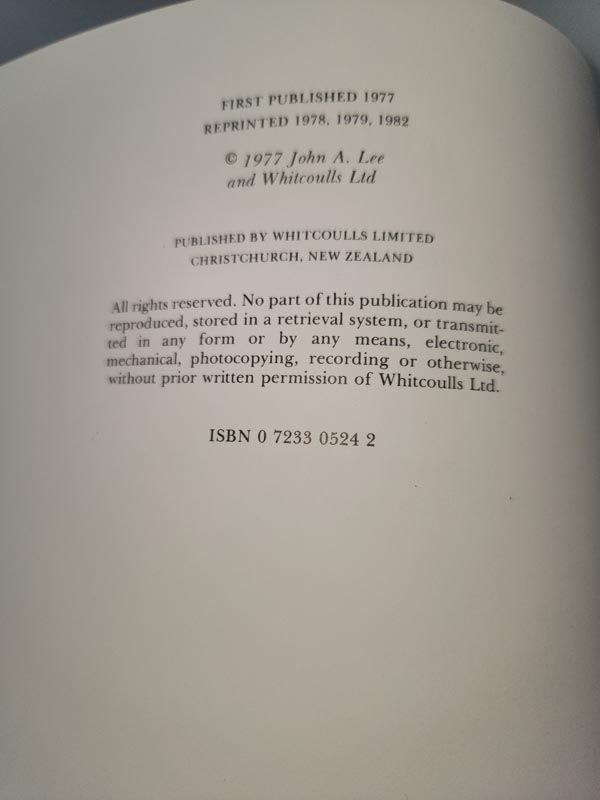 FIRST PUBLISHED 1977
REPRINTED 1978, 1979, 1982
© 1977 John A. Lee
and Whitcoulls Ltd
PUBLISHED BY WHITCOULLS LIMITED
CHRISTCHURCH, NEW ZEALAND
All rights reserved. No part of this publication may be
reproduced, stored in a retrieval system, or transmit-
ted in any form or by any means, electronic,
mechanical, photocopying, recording or otherwise,
without prior written permission of Whitcoulls Ltd.
ISBN 0 7233 0524 2